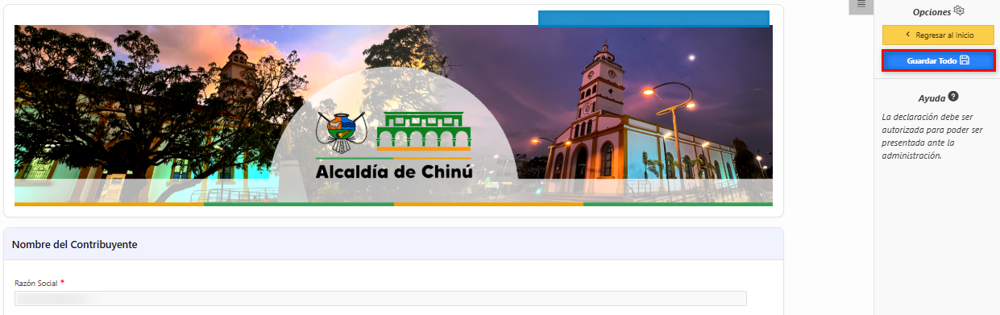 Opciones
Regresar al Inicio
Guardar Todo
Ayuda
La declaración debe ser
autorizada para poder ser
presentada ante la
administración.
Alcaldía de Chinú
Nombre del Contribuyente
Razón Social *